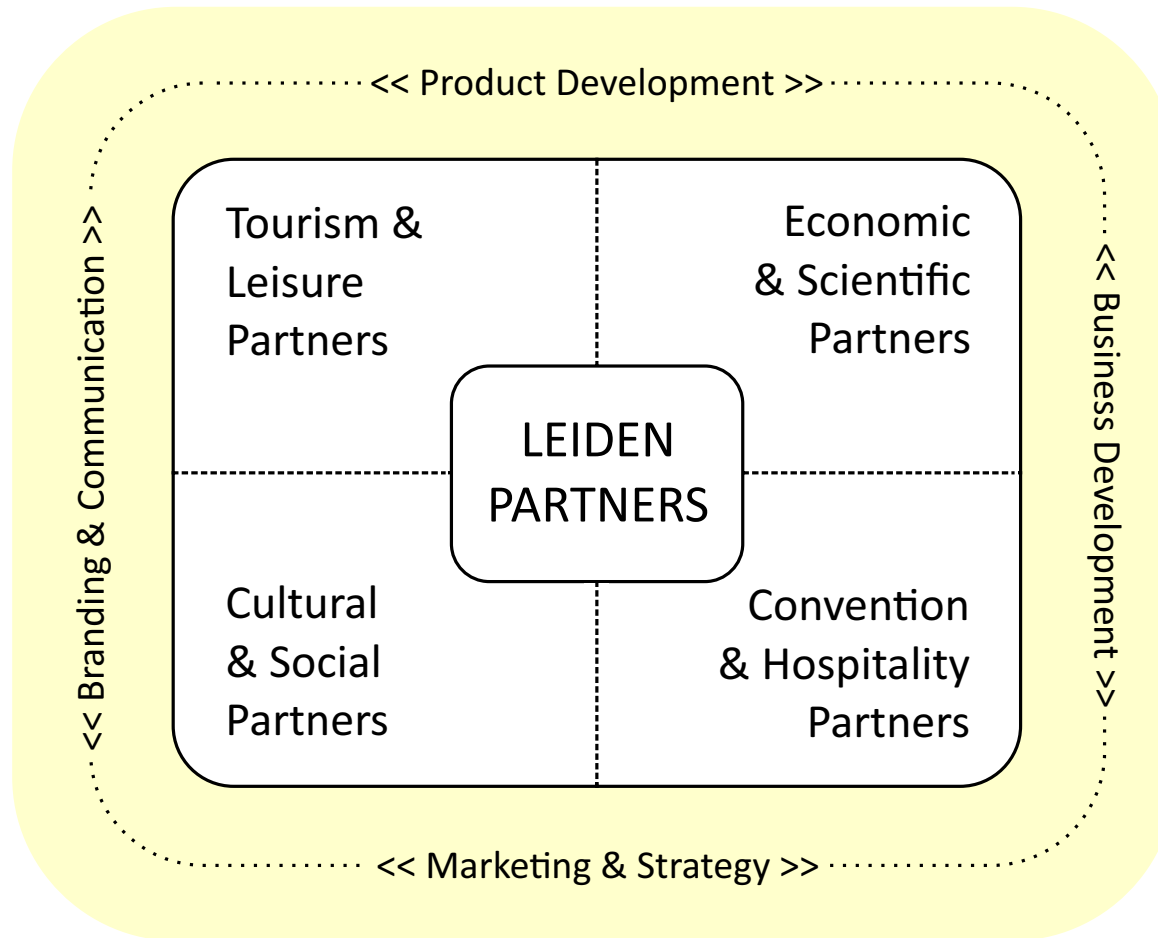 << Product Development >>
Tourism &
Leisure
Partners
Economic
& Scientific
Partners
<< Branding & Communication >>
<< Business Development >>
LEIDEN
PARTNERS
Cultural
& Social
Partners
Convention
& Hospitality
Partners
<< Marketing & Strategy >>